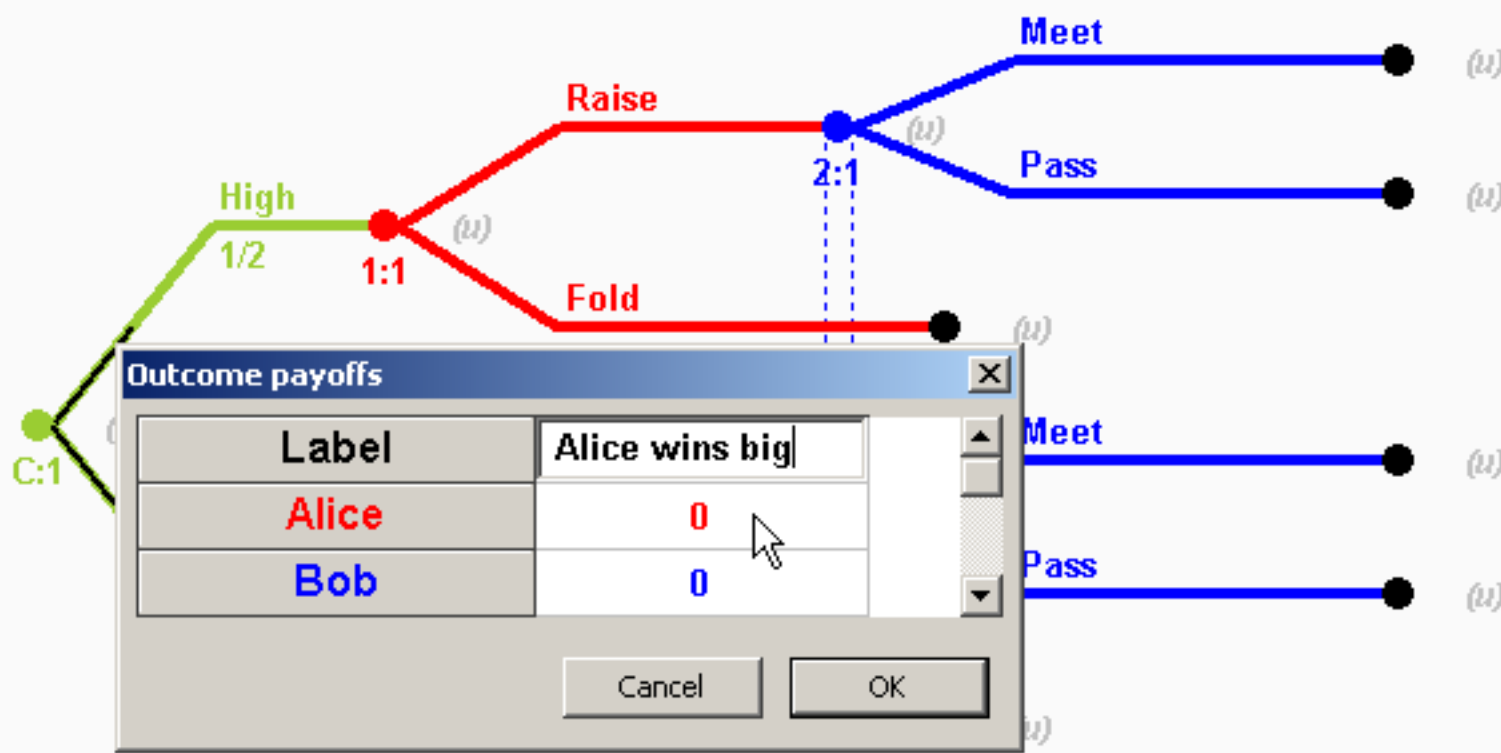 Meet
(u)
Raise
(u)
Pass
2:1
(u)
High
(u)
1/2
1:1
Fold
(u)
Outcome payoffs
Label
Alice wins big
Meet
(u)
C:1
Alice
0
Bob
0
Pass
(u)
Cancel
OK
(u)